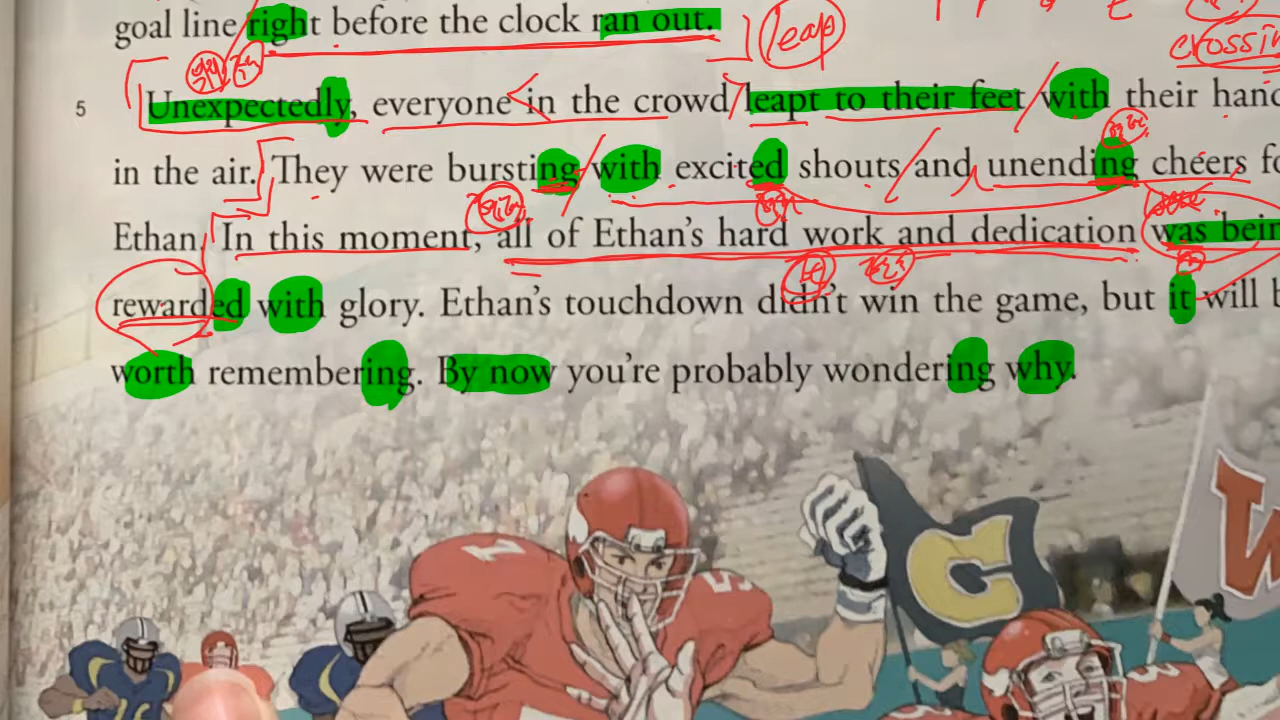 goal line right before the clock ran out.
leap
crossin
5 Unexpectedly, everyone in the crowd leapt to their feet with their hand
in the air. They were bursting with excited shouts and unending cheers fo
Ethan. In this moment, all of Ethan's hard work and dedication was bein
rewarded with glory. Ethan's touchdown didn't win the game, but it will b
worth remembering. By now you're probably wondering why.
1
5
C
W